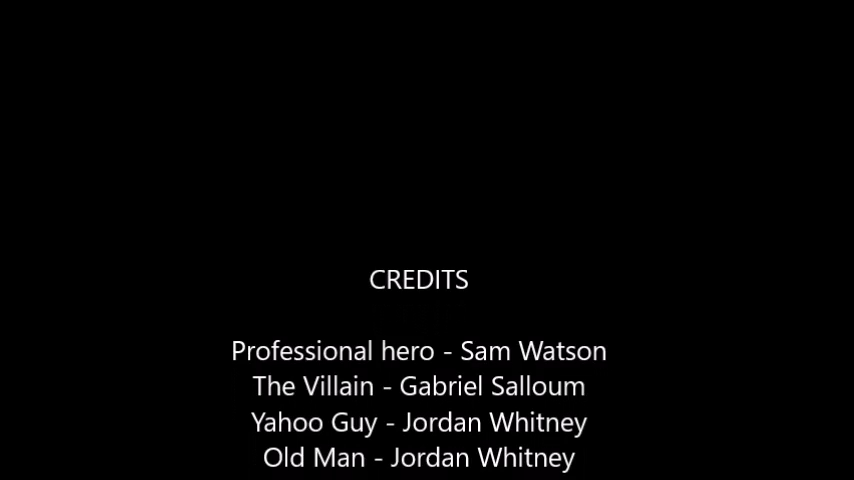 CREDITS
Professional hero - Sam Watson
The Villain - Gabriel Salloum
Yahoo Guy - Jordan Whitney
Old Man - Jordan Whitney